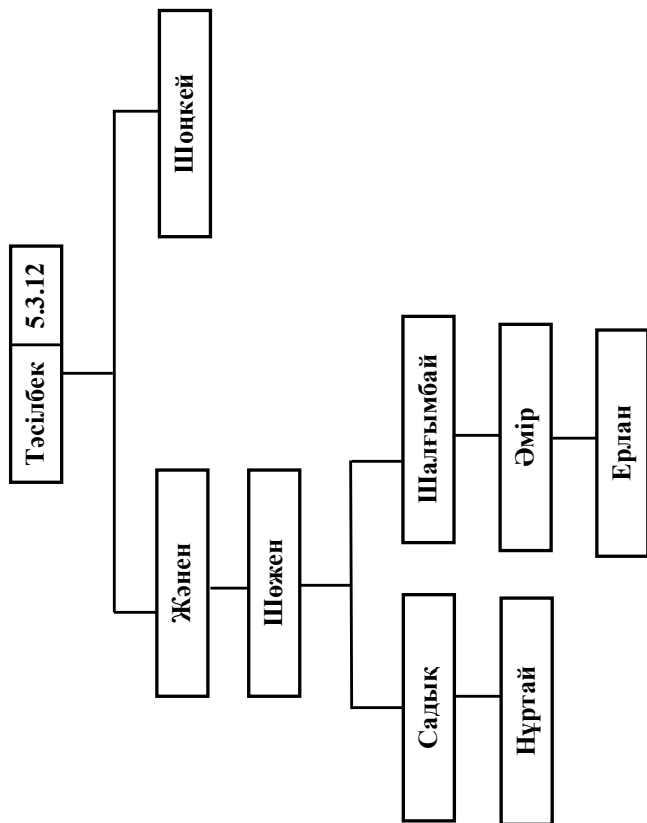 Тәсілбек 5.3.12
Жәнен
Шоңкей
Шөжен
Садық
Шалғымбай
Нұртай
Әмір
Ерлан